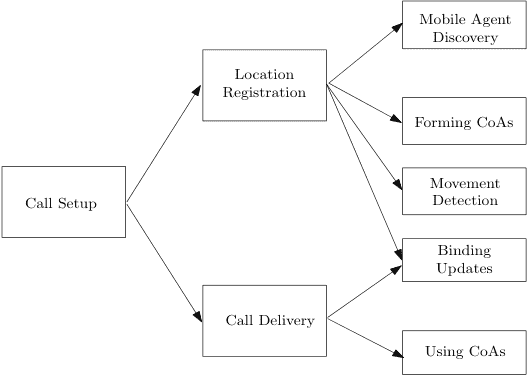 Call Setup
Location
Registration
Call Delivery
Mobile Agent
Discovery
Forming CoAs
Movement
Detection
Binding
Updates
Using CoAs